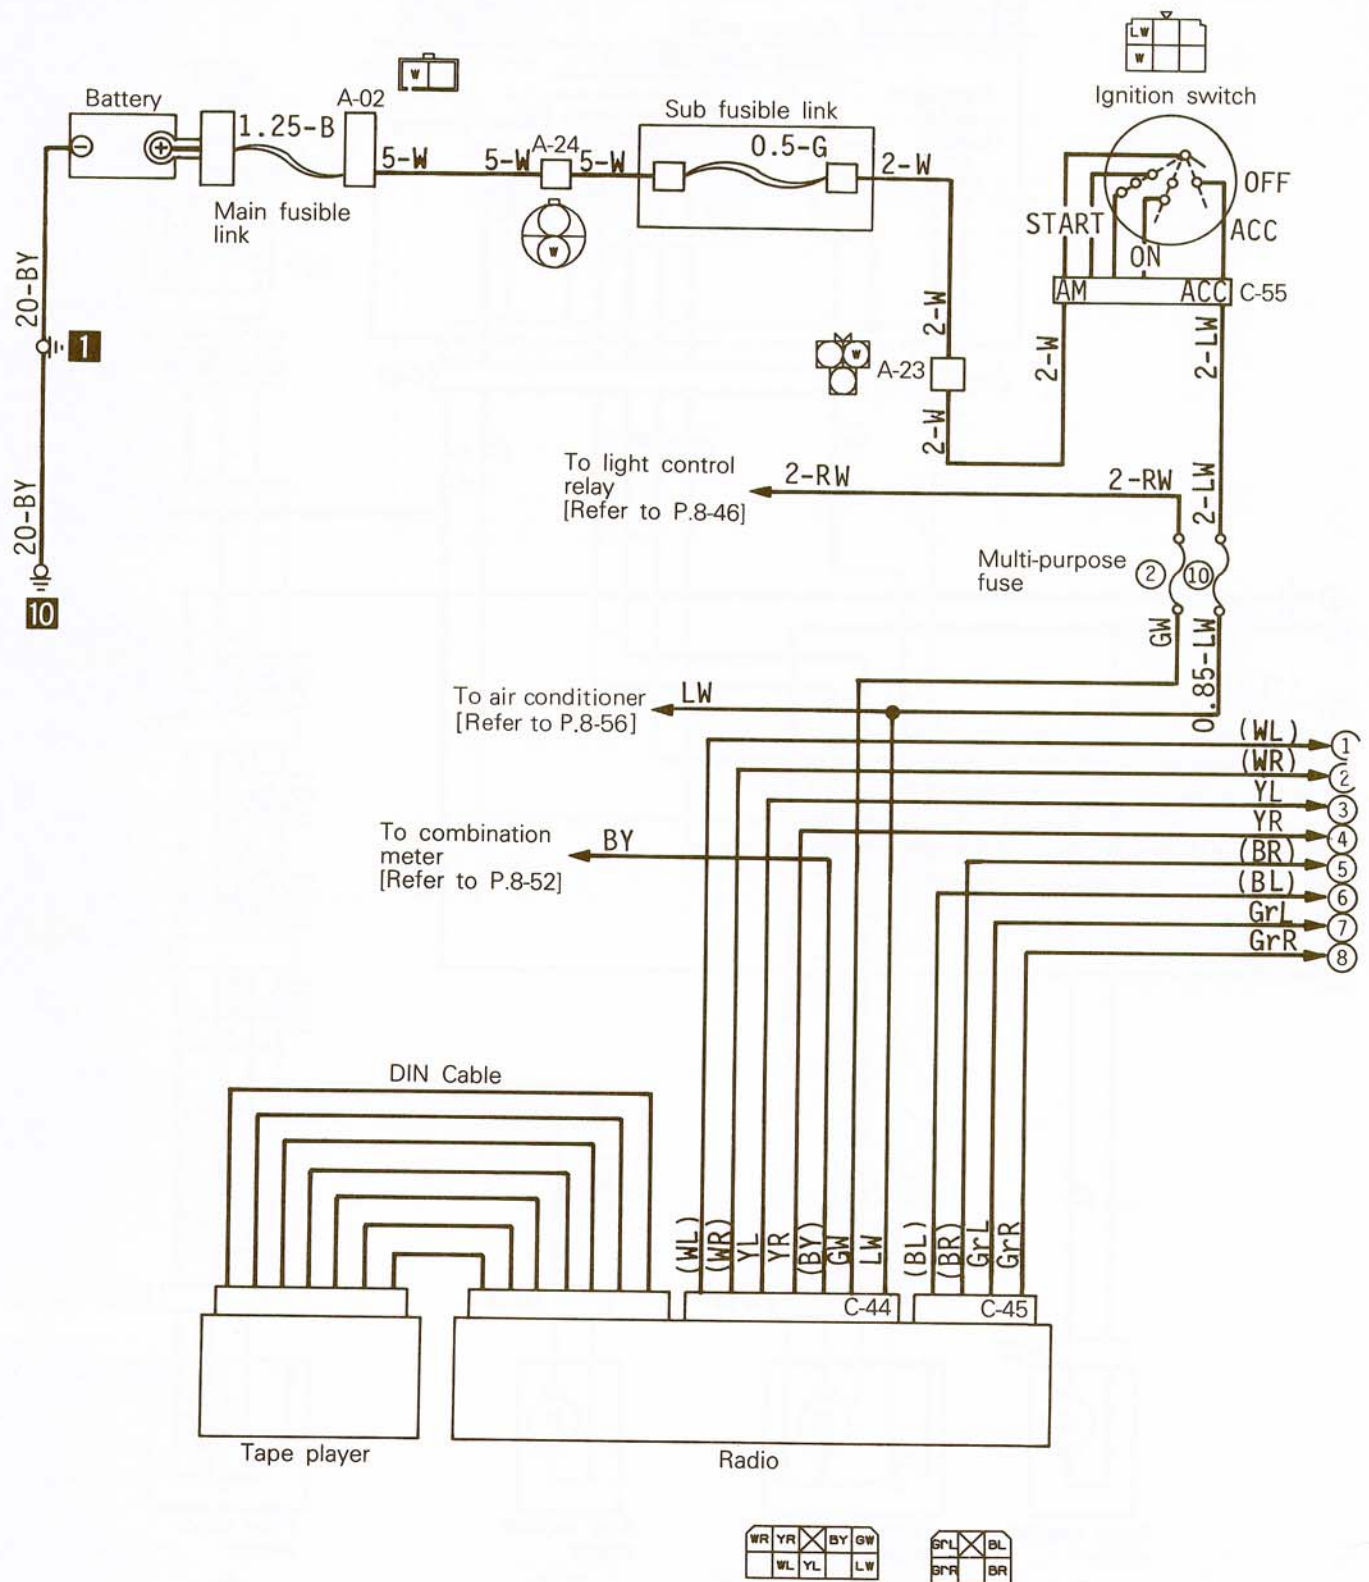 LW
W
Ignition switch
W
Battery
A-02
Sub fusible link
1.25-B
A-24
0.5-G
5-W
5-W
5-W
2-W
OFF
Main fusible
link
START
ACC
W
ON
20-BY
AM
ACC
C-55
2-W
2-W
2-LW
1
W
A-23
2-W
To light control
relay
[Refer to P.8-46]
2-RW
2-RW
2-LW
20-BY
Multi-purpose
fuse
2
10
10
GW
0.85-LW
To air conditioner
[Refer to P.8-56]
LW
(WL)
1
(WR)
2
YL
3
To combination
meter
[Refer to P.8-52]
BY
YR
4
(BR)
5
(BL)
6
GrL
7
GrR
8
DIN Cable
(WL)
(WR)
YL
YR
(BY)
GW
LW
(BL)
(BR)
GrL
GrR
C-44
C-45
Tape player
Radio
WR YR BY GW
WL YL LW
GrL BL
GrR BR